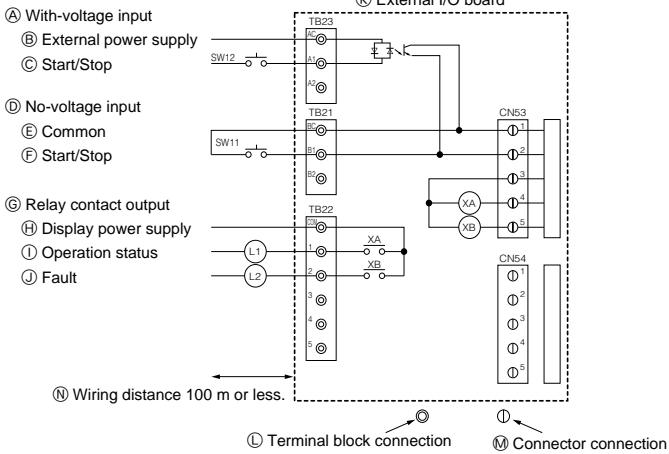 Ⓚ External I/O board
Ⓐ With-voltage input
Ⓑ External power supply
Ⓒ Start/Stop
SW12
TB23
AC
A1
A2
Ⓓ No-voltage input
Ⓔ Common
Ⓕ Start/Stop
SW11
TB21
BC
B1
B2
CN53
1
2
3
4
5
XA
XB
Ⓖ Relay contact output
Ⓗ Display power supply
Ⓘ Operation status
Ⓙ Fault
L1
L2
TB22
COM
1
2
3
4
5
XA
XB
CN54
1
2
3
4
5
Ⓝ Wiring distance 100 m or less.
Ⓛ Terminal block connection
Ⓜ Connector connection